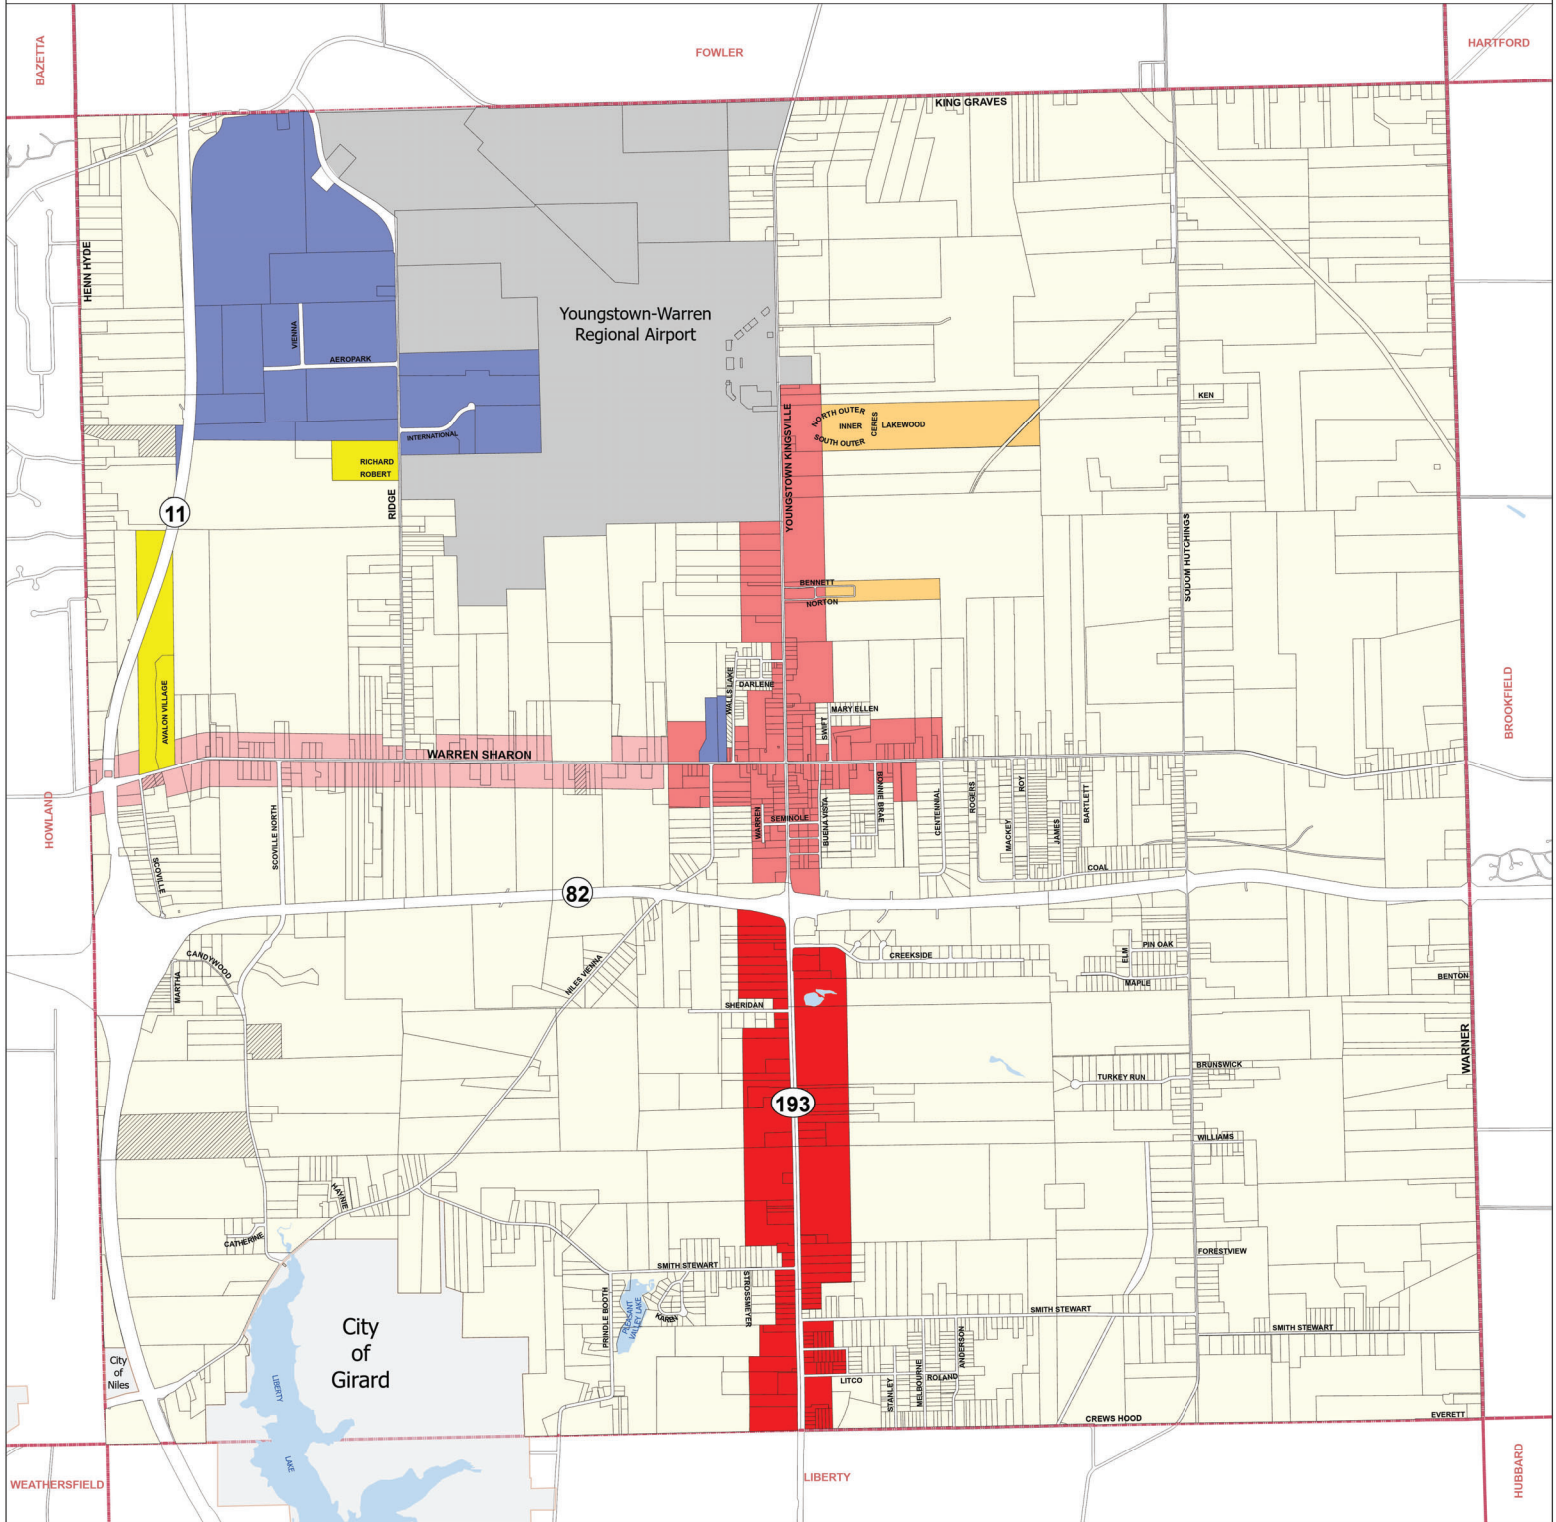 FOWLER
HARTFORD
BAZETTA
KING GRAVES
HENN HYDE
Youngstown-Warren
Regional Airport
VIENNA
AEROPARK
KEN
NORTH OUTER
INNER
CERES
LAKEWOOD
SOUTH OUTER
YOUNGSTOWN KINGSVILLE
INTERNATIONAL
RICHARD
ROBERT
RIDGE
11
SODOM HUTCHINGS
BENNETT
NORTON
WALLS LAKE
DARLENE
MARY ELLEN
SWIFT
AVALON VILLAGE
BROOKFIELD
WARREN SHARON
HOWLAND
SCOVILLE NORTH
SCOVILLE
WARREN
SEMINOLE
BUENA VISTA
BONNIE BRAE
CENTENNIAL
ROGERS
MACKEY
ROY
JAMES
BARTLETT
COAL
82
CANDYWOOD
MARTHA
NILES VIENNA
CREEKSIDE
ELM
PIN OAK
MAPLE
BENTON
SHERIDAN
WARNER
TURKEY RUN
BRUNSWICK
193
WILLIAMS
HAYNIE
CATHERINE
FORESTVIEW
SMITH STEWART
STROSSMEYER
PRINDLE BOOTH
PLEASANT
VALLEY LAKE
KAREN
SMITH STEWART
SMITH STEWART
City
of
Girard
City
of
Niles
LIBERTY
LAKE
LITCO
STANLEY
MELBOURNE
ROLAND
ANDERSON
CREWS HOOD
EVERETT
WEATHERSFIELD
LIBERTY
HUBBARD